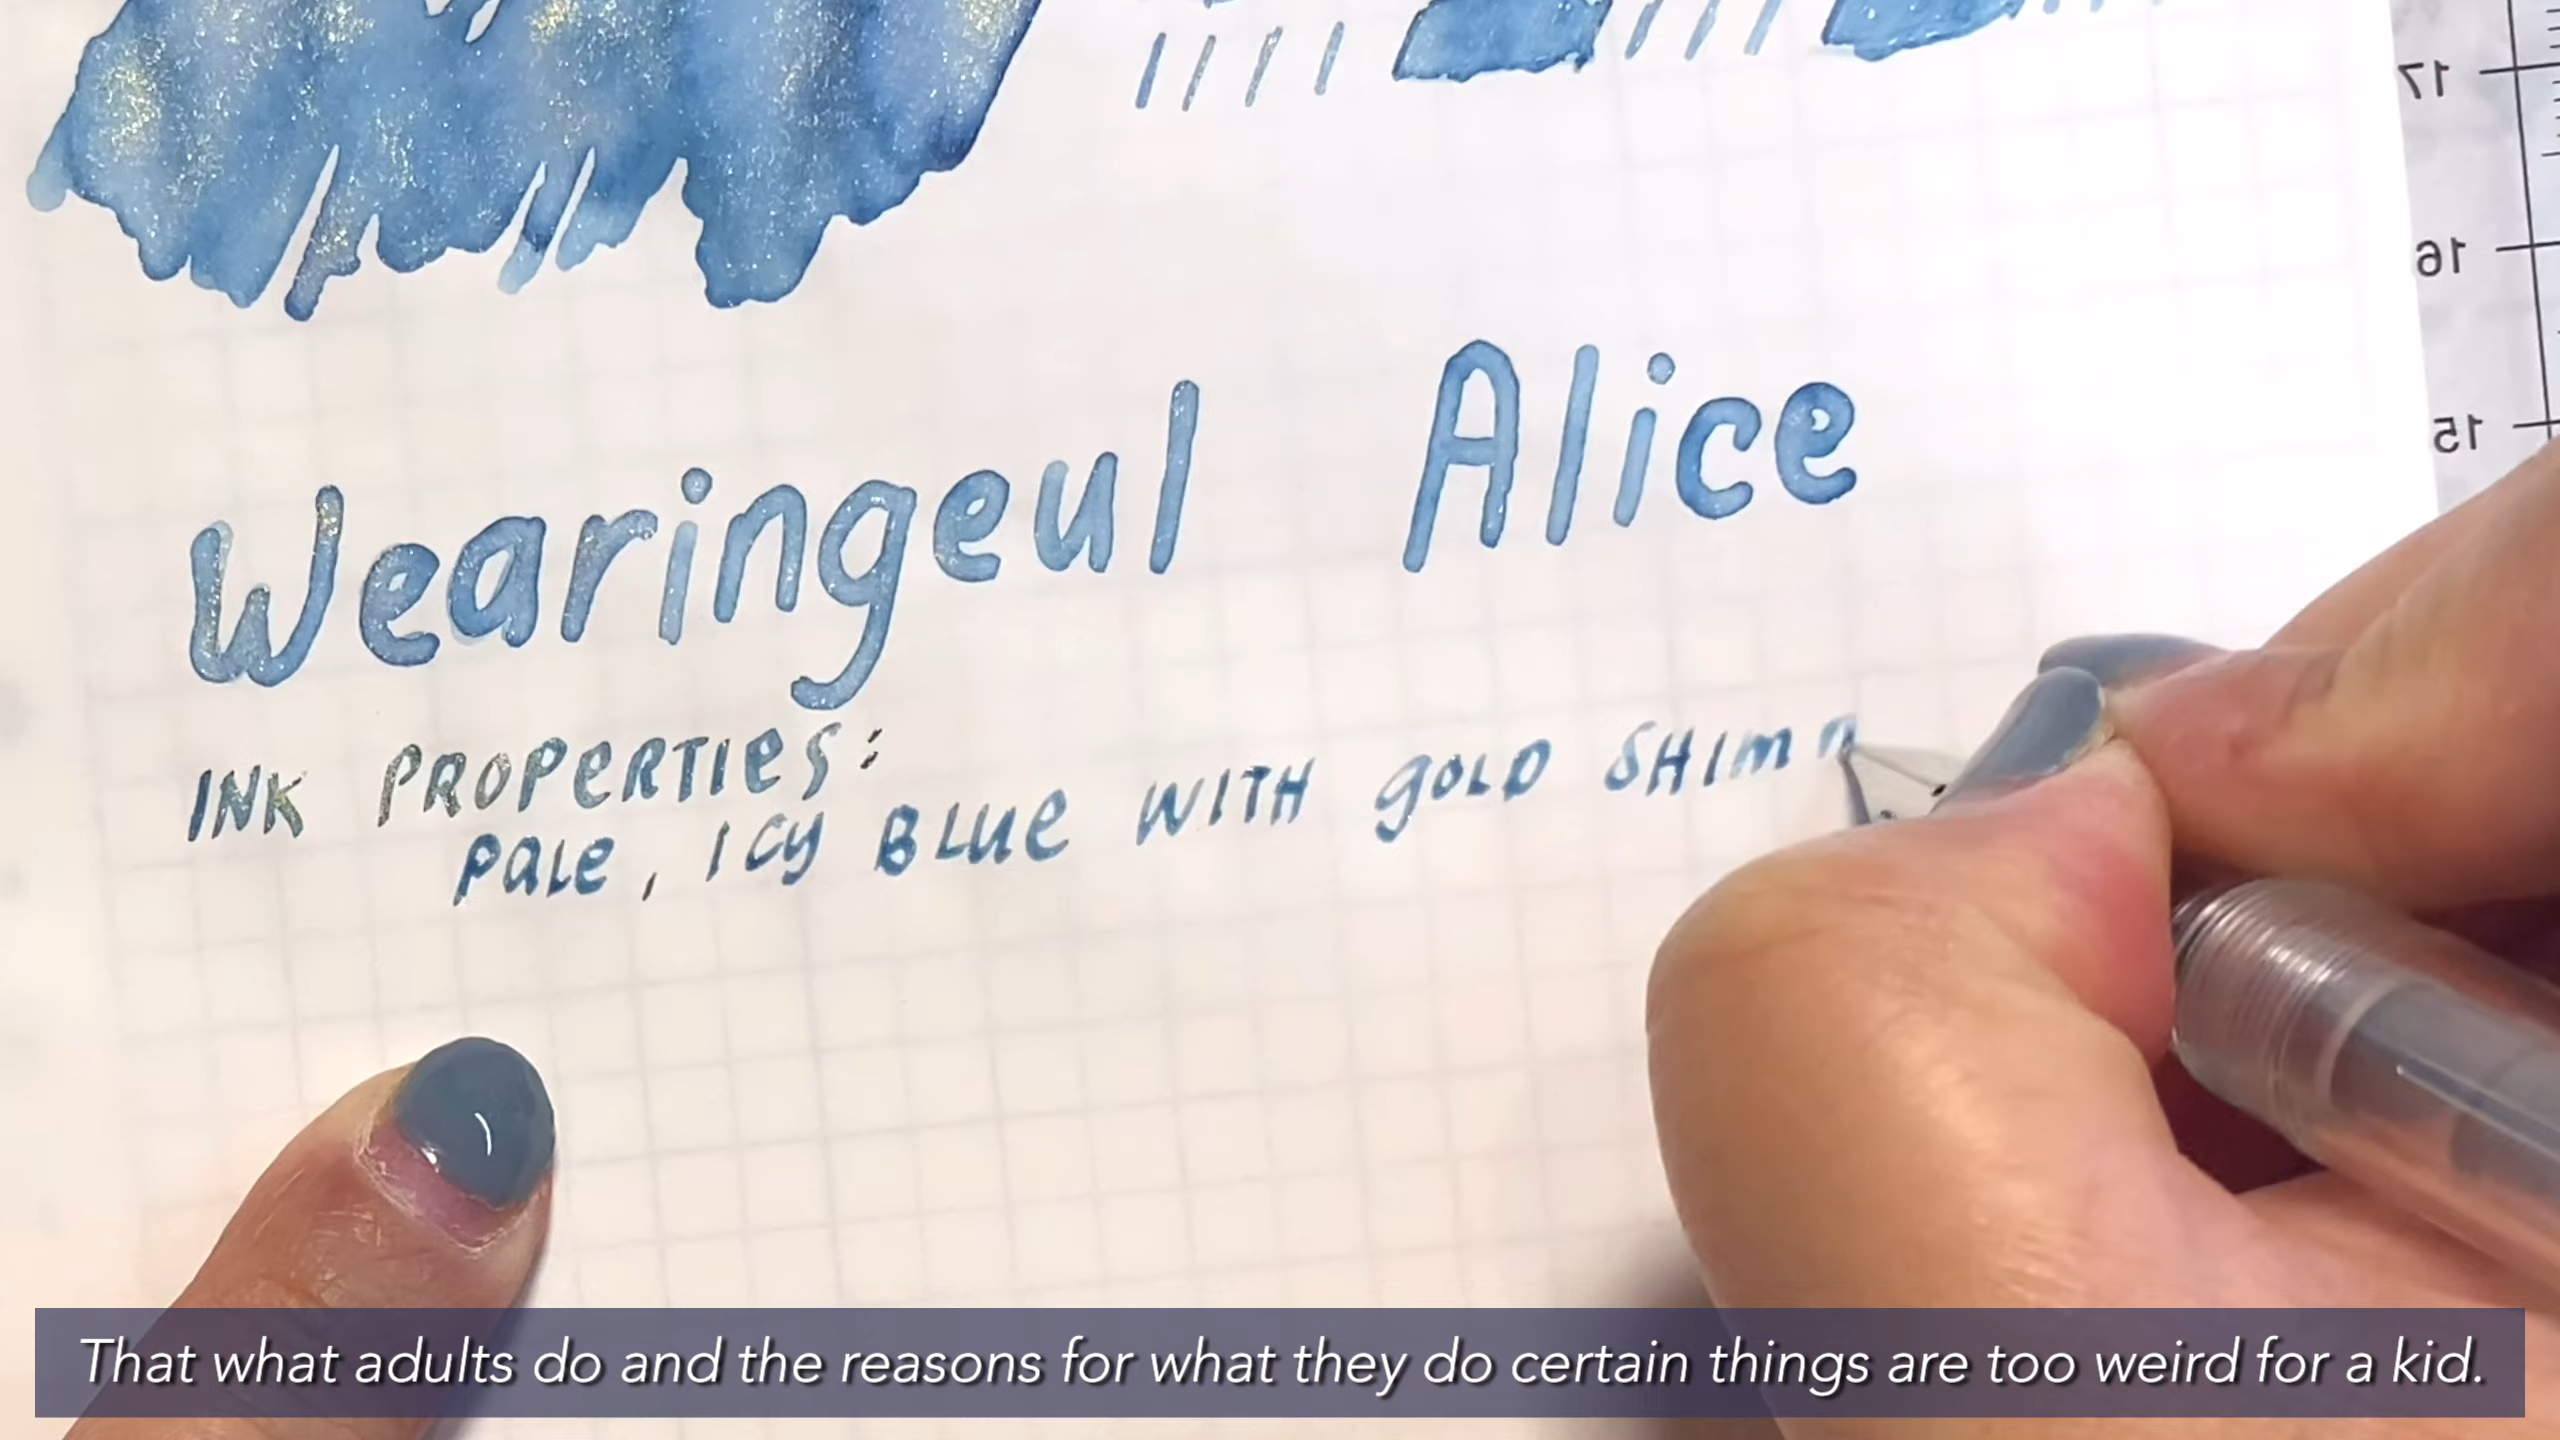 17
16
15
Wearingeul Alice
INK PROPERTIES:
PALE, ICY BLUE WITH GOLD SHIMM
That what adults do and the reasons for what they do certain things are too weird for a kid.